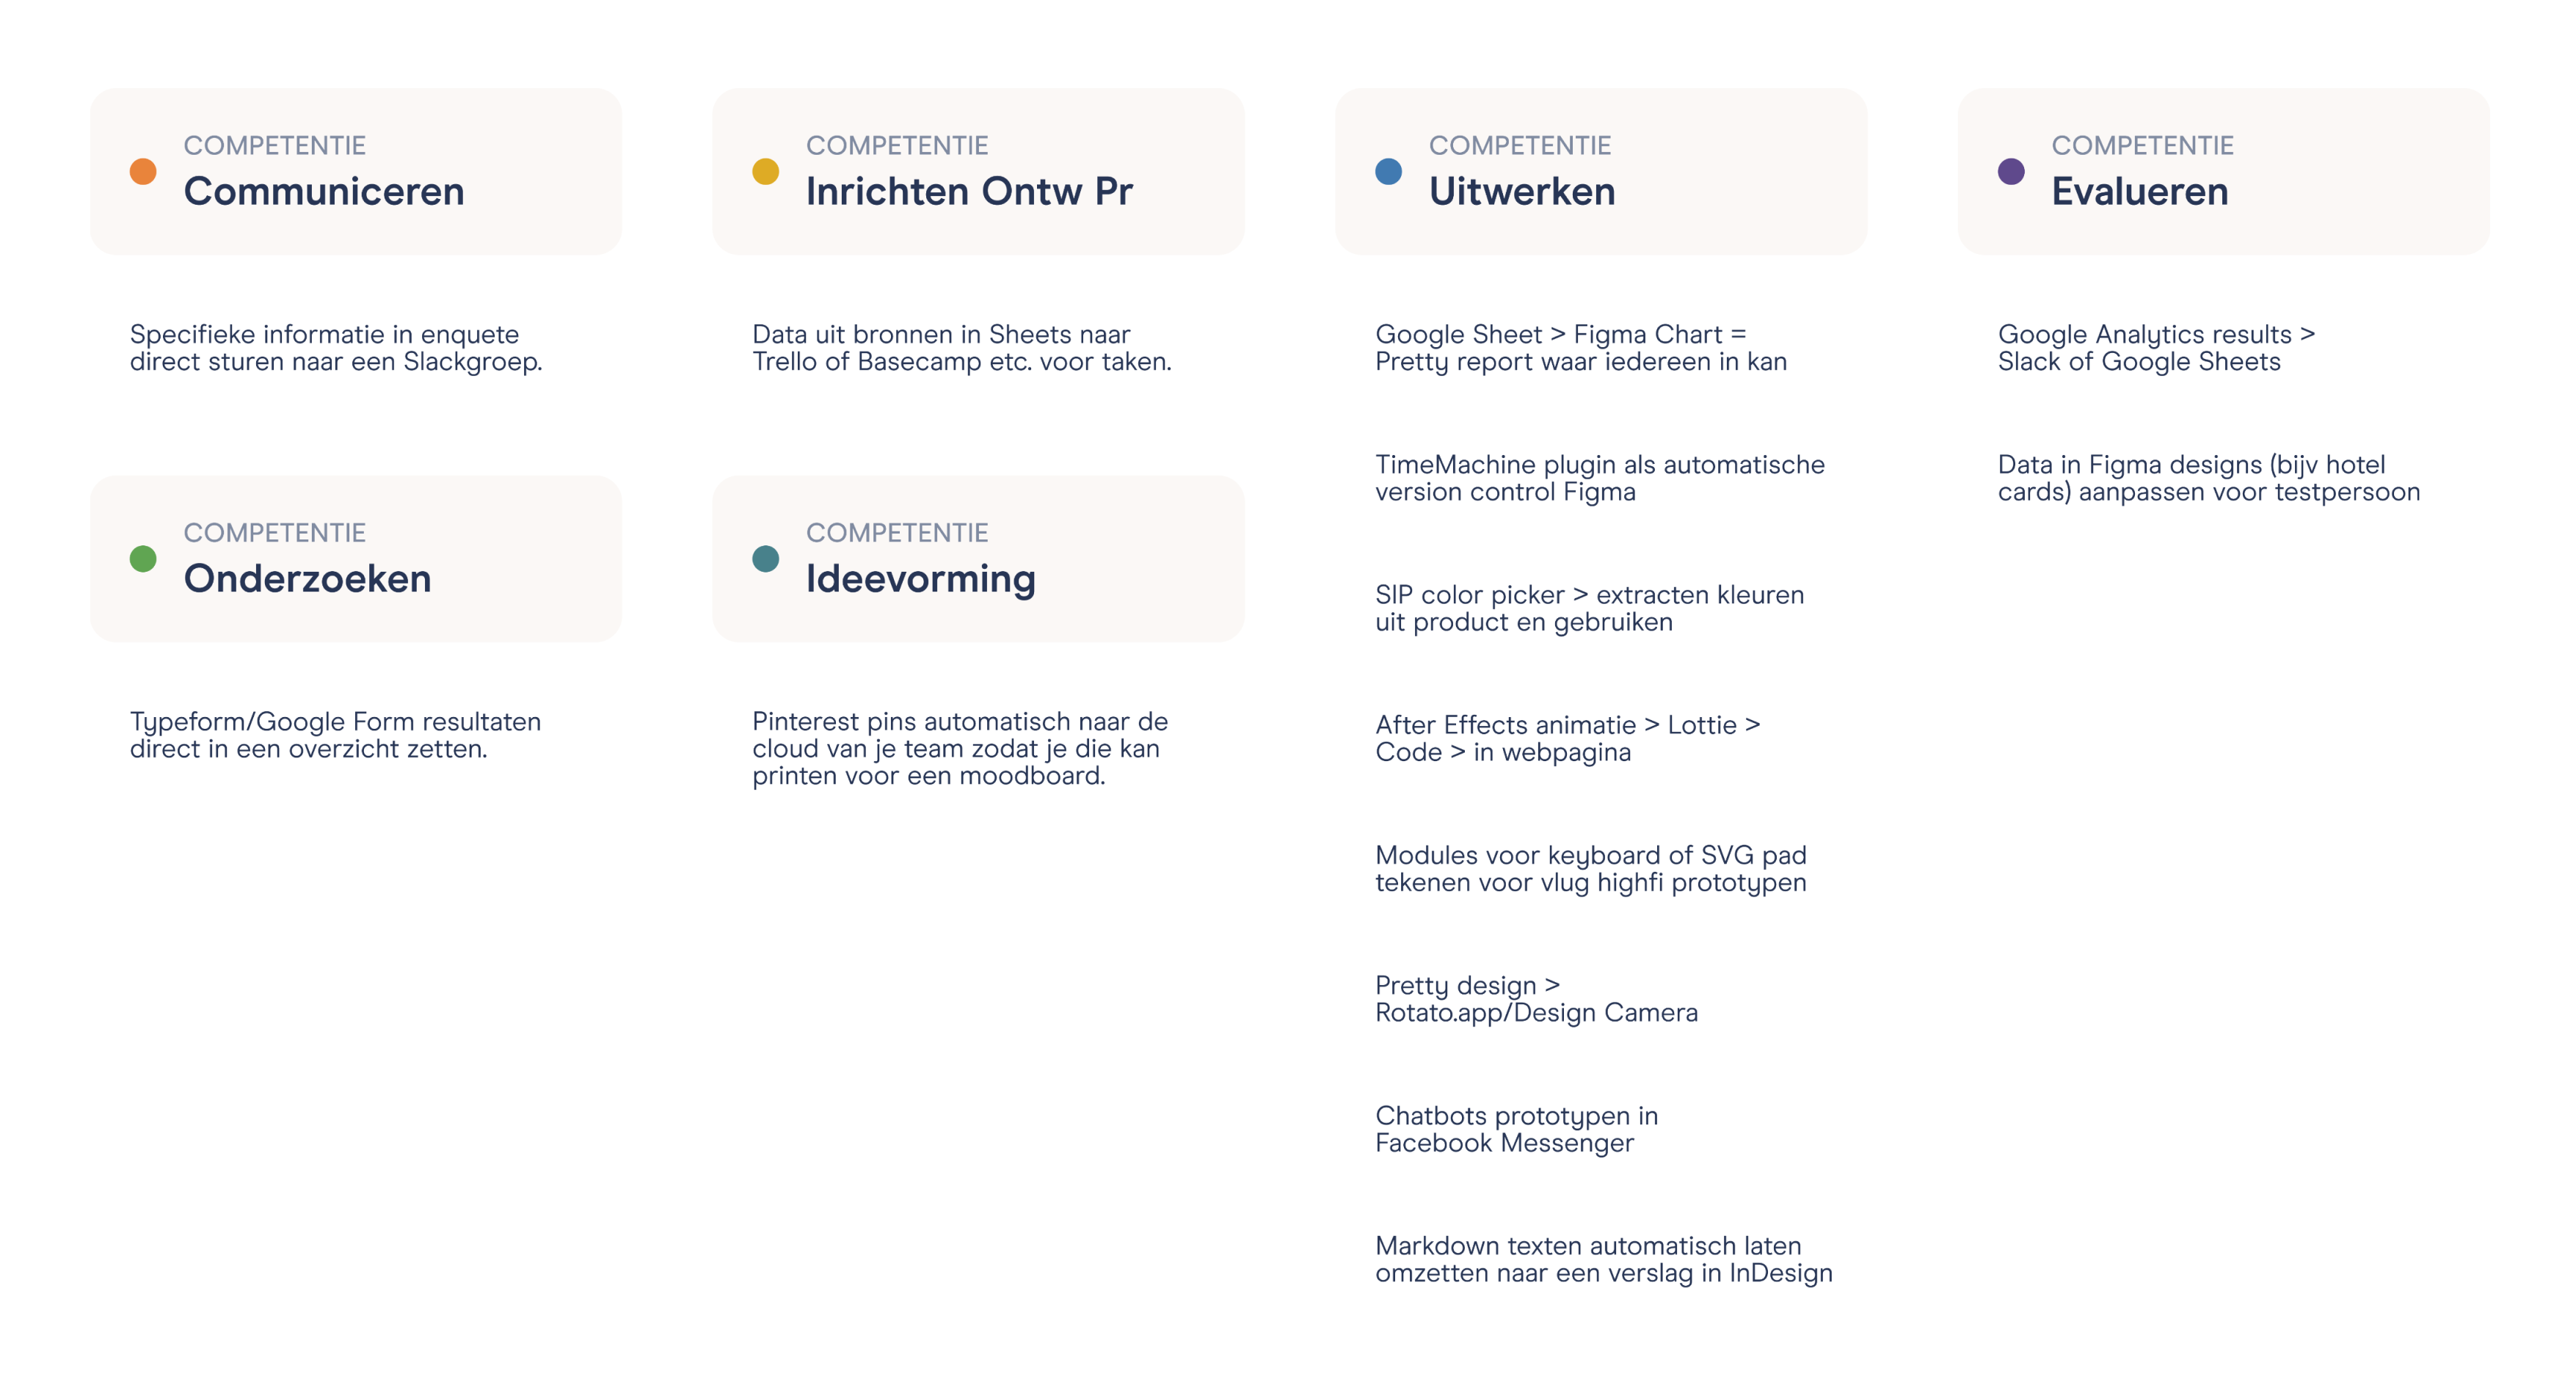 COMPETENTIE
Communiceren
Specifieke informatie in enquete
direct sturen naar een Slackgroep.
COMPETENTIE
Onderzoeken
Typeform/Google Form resultaten
direct in een overzicht zetten.
COMPETENTIE
Inrichten Ontw Pr
Data uit bronnen in Sheets naar
Trello of Basecamp etc. voor taken.
COMPETENTIE
Ideevorming
Pinterest pins automatisch naar de
cloud van je team zodat je die kan
printen voor een moodboard.
COMPETENTIE
Uitwerken
Google Sheet > Figma Chart =
Pretty report waar iedereen in kan
TimeMachine plugin als automatische
version control Figma
SIP color picker > extracten kleuren
uit product en gebruiken
After Effects animatie > Lottie >
Code > in webpagina
Modules voor keyboard of SVG pad
tekenen voor vlug highfi prototypen
Pretty design >
Rotato.app/Design Camera
Chatbots prototypen in
Facebook Messenger
Markdown texten automatisch laten
omzetten naar een verslag in InDesign
COMPETENTIE
Evalueren
Google Analytics results >
Slack of Google Sheets
Data in Figma designs (bijv hotel
cards) aanpassen voor testpersoon